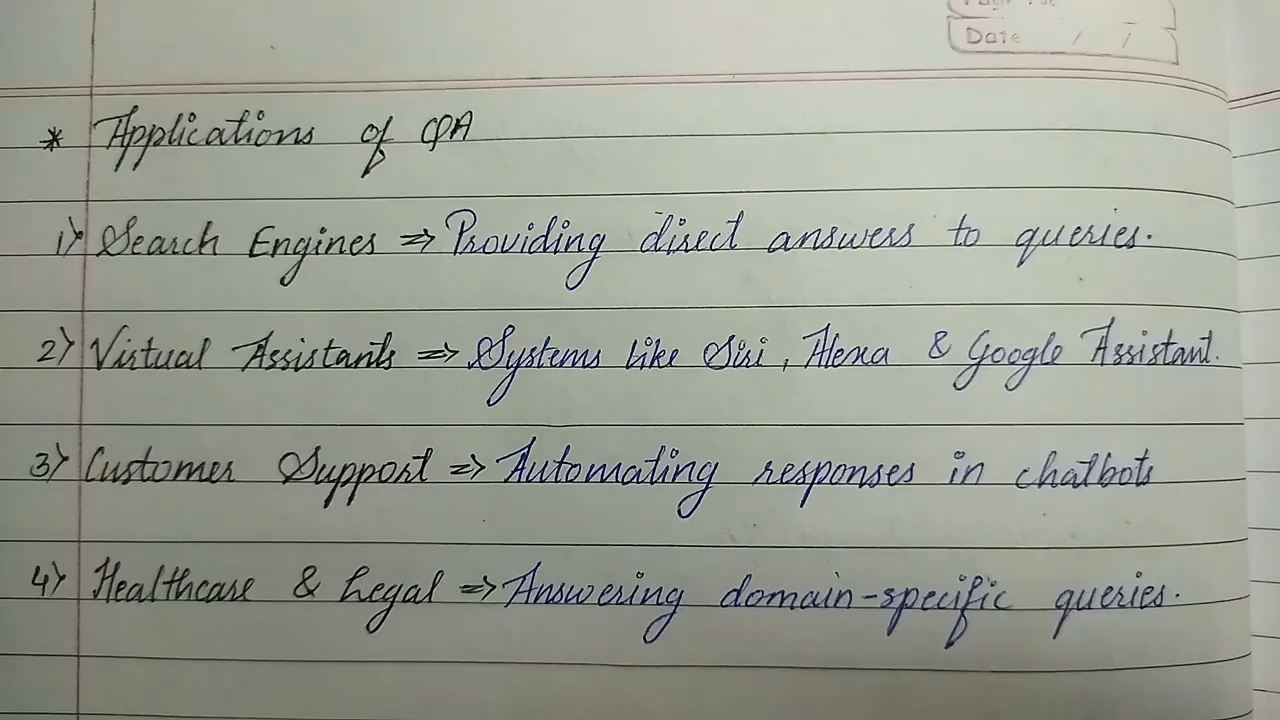 Date / /
* Applications of QA
1) Search Engines ⇒ Providing direct answers to queries.
2) Virtual Assistants ⇒ Systems like Siri, Alexa & Google Assistant.
3) Customer Support ⇒ Automating responses in chatbots
4) Healthcare & Legal ⇒ Answering domain-specific queries.